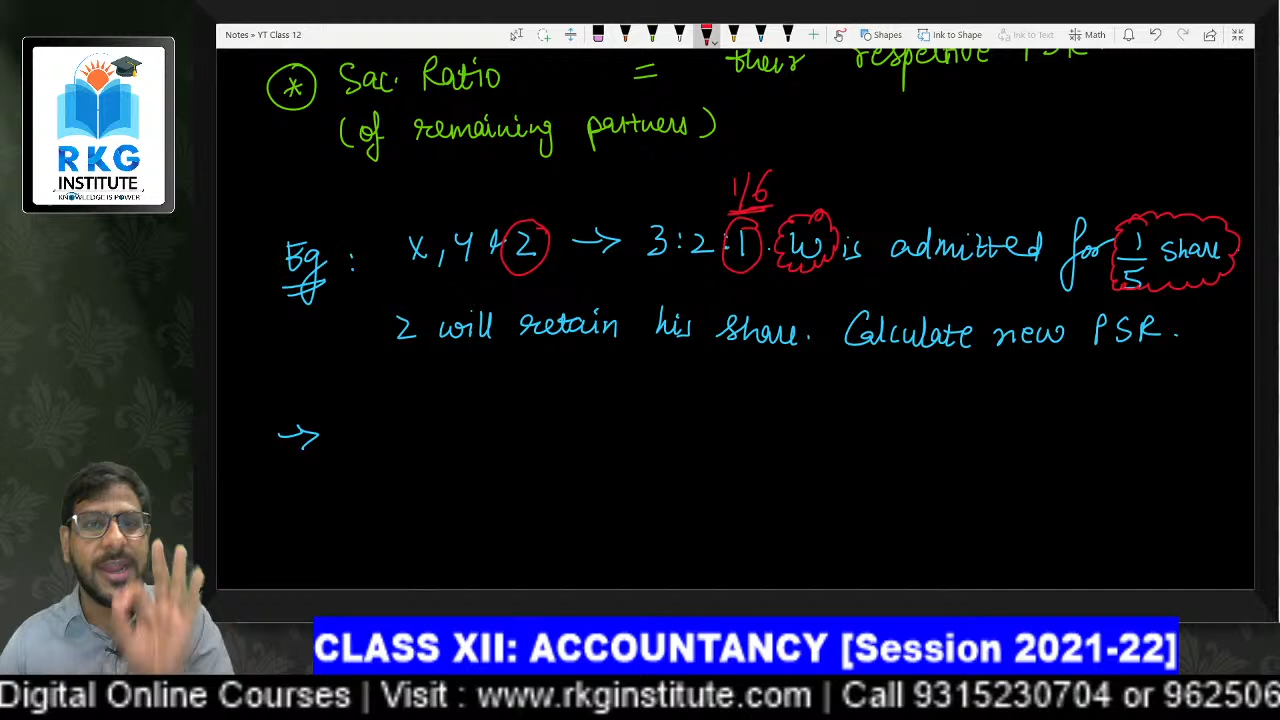 Notes » YT Class 12
Shapes
Ink to Shape
Ink to Text
Math
their respective PSR
* Sac. Ratio =
(of remaining partners)
RKG
INSTITUTE
KNOWLEDGE IS POWER
1/6
Eg : X, Y & Z → 3:2:1. W is admitted for 1/5 share
Z will retain his share. Calculate new PSR.
→
CLASS XII: ACCOUNTANCY [Session 2021-22]
Digital Online Courses | Visit : www.rkginstitute.com | Call 9315230704 or 962506